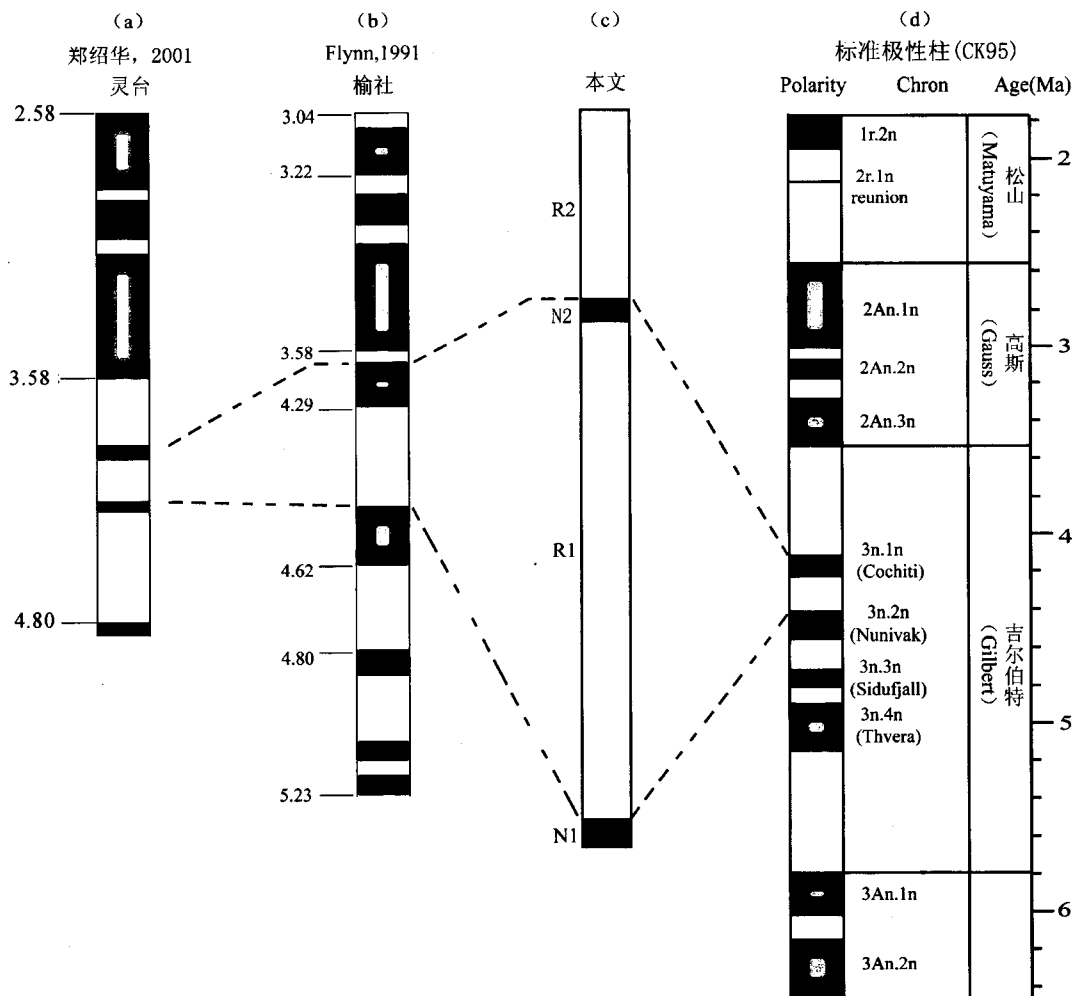 (a)
郑绍华，2001
灵台
2.58
3.58
4.80
(b)
Flynn,1991
榆社
3.04
3.22
3.58
4.29
4.62
4.80
5.23
(c)
本文
R2
N2
R1
N1
(d)
标准极性柱(CK95)
Polarity Chron Age(Ma)
1r.2n
2r.1n
reunion
2An.1n
2An.2n
2An.3n
3n.1n
(Cochiti)
3n.2n
(Nunivak)
3n.3n
(Sidufjall)
3n.4n
(Thvera)
3An.1n
3An.2n
松山
(Matuyama)
高斯
(Gauss)
吉尔伯特
(Gilbert)
2
3
4
5
6